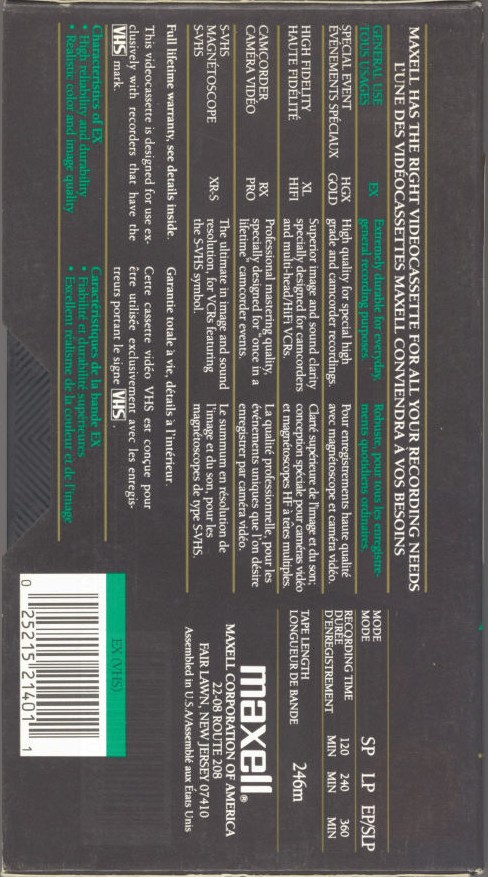 MAXELL HAS THE RIGHT VIDEOCASSETTE FOR ALL YOUR RECORDING NEEDS
L'UNE DES VIDÉOCASSETTES MAXELL CONVIENDRA À VOS BESOINS
GENERAL USE
TOUS USAGES
EX
Extremely durable for everyday,
general recording purposes.
Robuste, pour tous les enregistre-
ments quotidiens ordinaires.
SPECIAL EVENT
ÉVÉNEMENTS SPÉCIAUX
HGX
GOLD
High quality for special high
grade and camcorder recordings.
Pour enregistrements haute qualité
avec magnétoscope et caméra vidéo.
HIGH FIDELITY
HAUTE FIDÉLITÉ
XL
HIFI
Superior image and sound clarity
specially designed for camcorders
and multi-head/HiFi VCRs.
Clarté supérieure de l'image et du son;
conception spéciale pour caméras vidéo
et magnétoscopes HF à têtes multiples.
CAMCORDER
CAMÉRA VIDÉO
RX
PRO
Professional mastering quality,
specially designed for "once in a
lifetime" camcorder events.
La qualité professionnelle, pour les
événements uniques que l'on désire
enregistrer par caméra vidéo.
S-VHS
MAGNÉTOSCOPE
S-VHS
XR-S
The ultimate in image and sound
resolution, for VCRs featuring
the S-VHS symbol.
Le summum en résolution de
l'image et du son, pour les
magnétoscopes de type S-VHS.
Full lifetime warranty, see details inside.
Garantie totale à vie, détails à l'intérieur.
This videocassette is designed for use ex-
clusively with recorders that have the
VHS mark.
Cette cassette vidéo VHS est conçue pour
être utilisée exclusivement avec les enregis-
treurs portant le signe VHS.
Characteristics of EX
• High reliability and durability
• Realistic color and image quality
Caractéristiques de la bande EX
• Fiabilité et durabilité supérieures
• Excellent réalisme de la couleur et de l'image
MODE
MODE
SP LP EP/SLP
RECORDING TIME
DURÉE
D'ENREGISTREMENT
120 240 360
MIN MIN MIN
TAPE LENGTH
LONGUEUR DE BANDE
246m
maxell®
MAXELL CORPORATION OF AMERICA
22-08 ROUTE 208
FAIR LAWN, NEW JERSEY 07410
Assembled in U.S.A/Assemblé aux États Unis
EX (VHS)
0 25215 21401 1